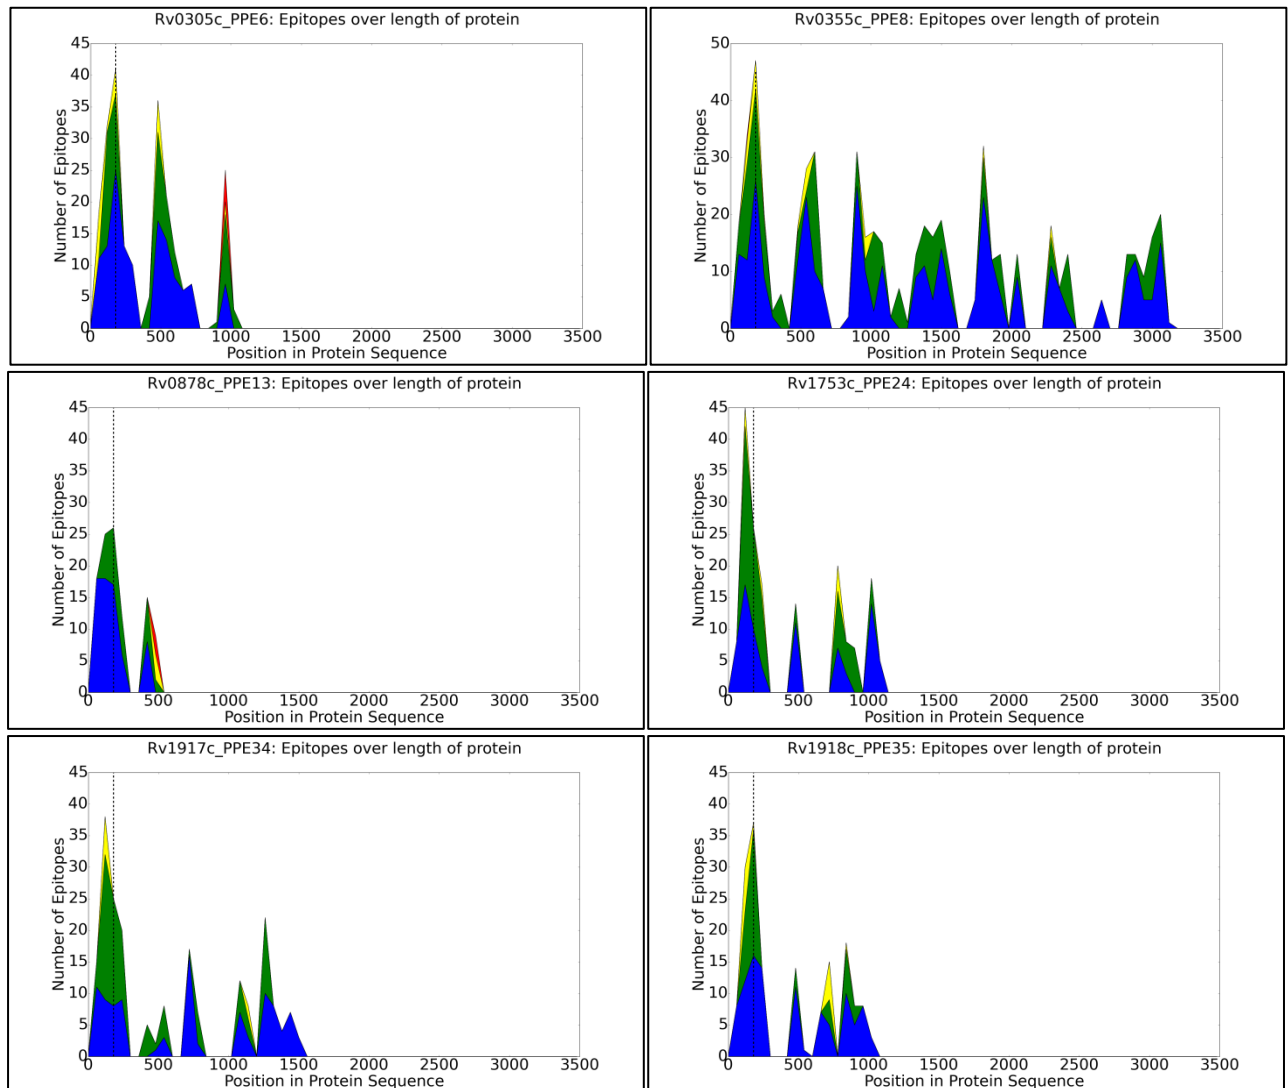 Rv0305c_PPE6: Epitopes over length of protein
Number of Epitopes
45
40
35
30
25
20
15
10
5
0
0 500 1000 1500 2000 2500 3000 3500
Position in Protein Sequence
Rv0355c_PPE8: Epitopes over length of protein
Number of Epitopes
50
40
30
20
10
0
0 500 1000 1500 2000 2500 3000 3500
Position in Protein Sequence
Rv0878c_PPE13: Epitopes over length of protein
Number of Epitopes
45
40
35
30
25
20
15
10
5
0
0 500 1000 1500 2000 2500 3000 3500
Position in Protein Sequence
Rv1753c_PPE24: Epitopes over length of protein
Number of Epitopes
45
40
35
30
25
20
15
10
5
0
0 500 1000 1500 2000 2500 3000 3500
Position in Protein Sequence
Rv1917c_PPE34: Epitopes over length of protein
Number of Epitopes
45
40
35
30
25
20
15
10
5
0
0 500 1000 1500 2000 2500 3000 3500
Position in Protein Sequence
Rv1918c_PPE35: Epitopes over length of protein
Number of Epitopes
45
40
35
30
25
20
15
10
5
0
0 500 1000 1500 2000 2500 3000 3500
Position in Protein Sequence